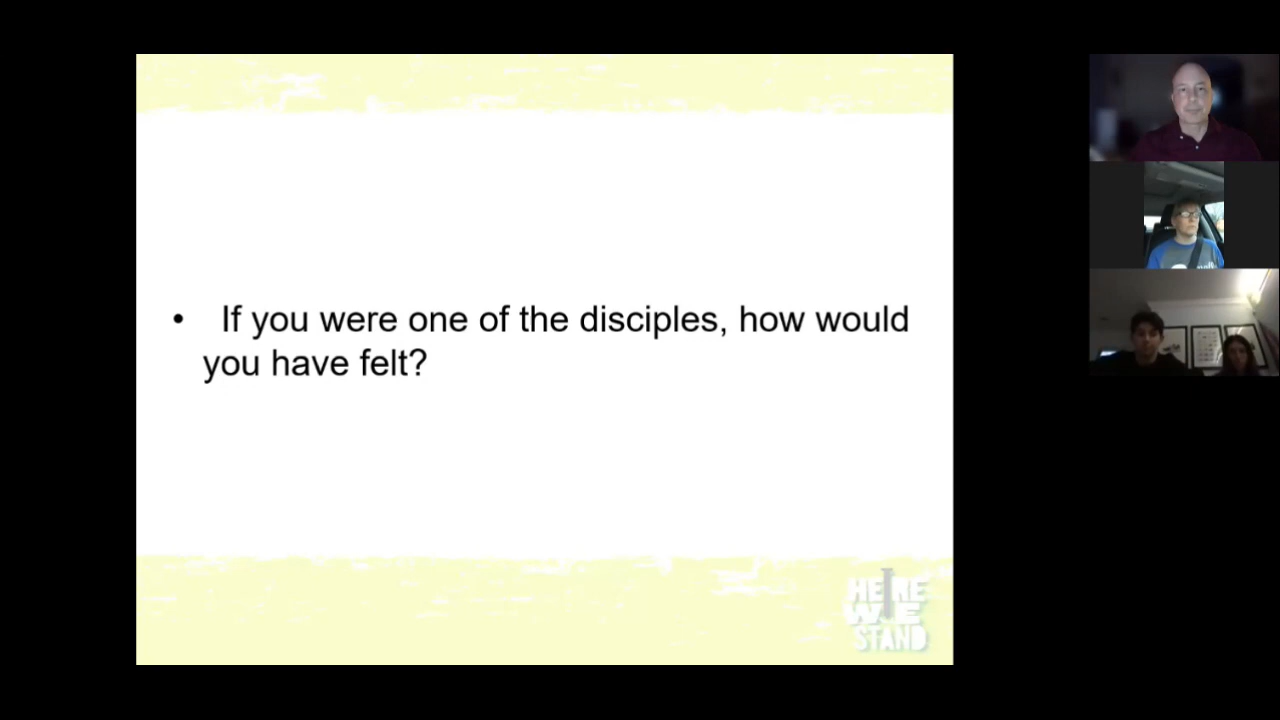 • If you were one of the disciples, how would
you have felt?
HERE
WE
STAND